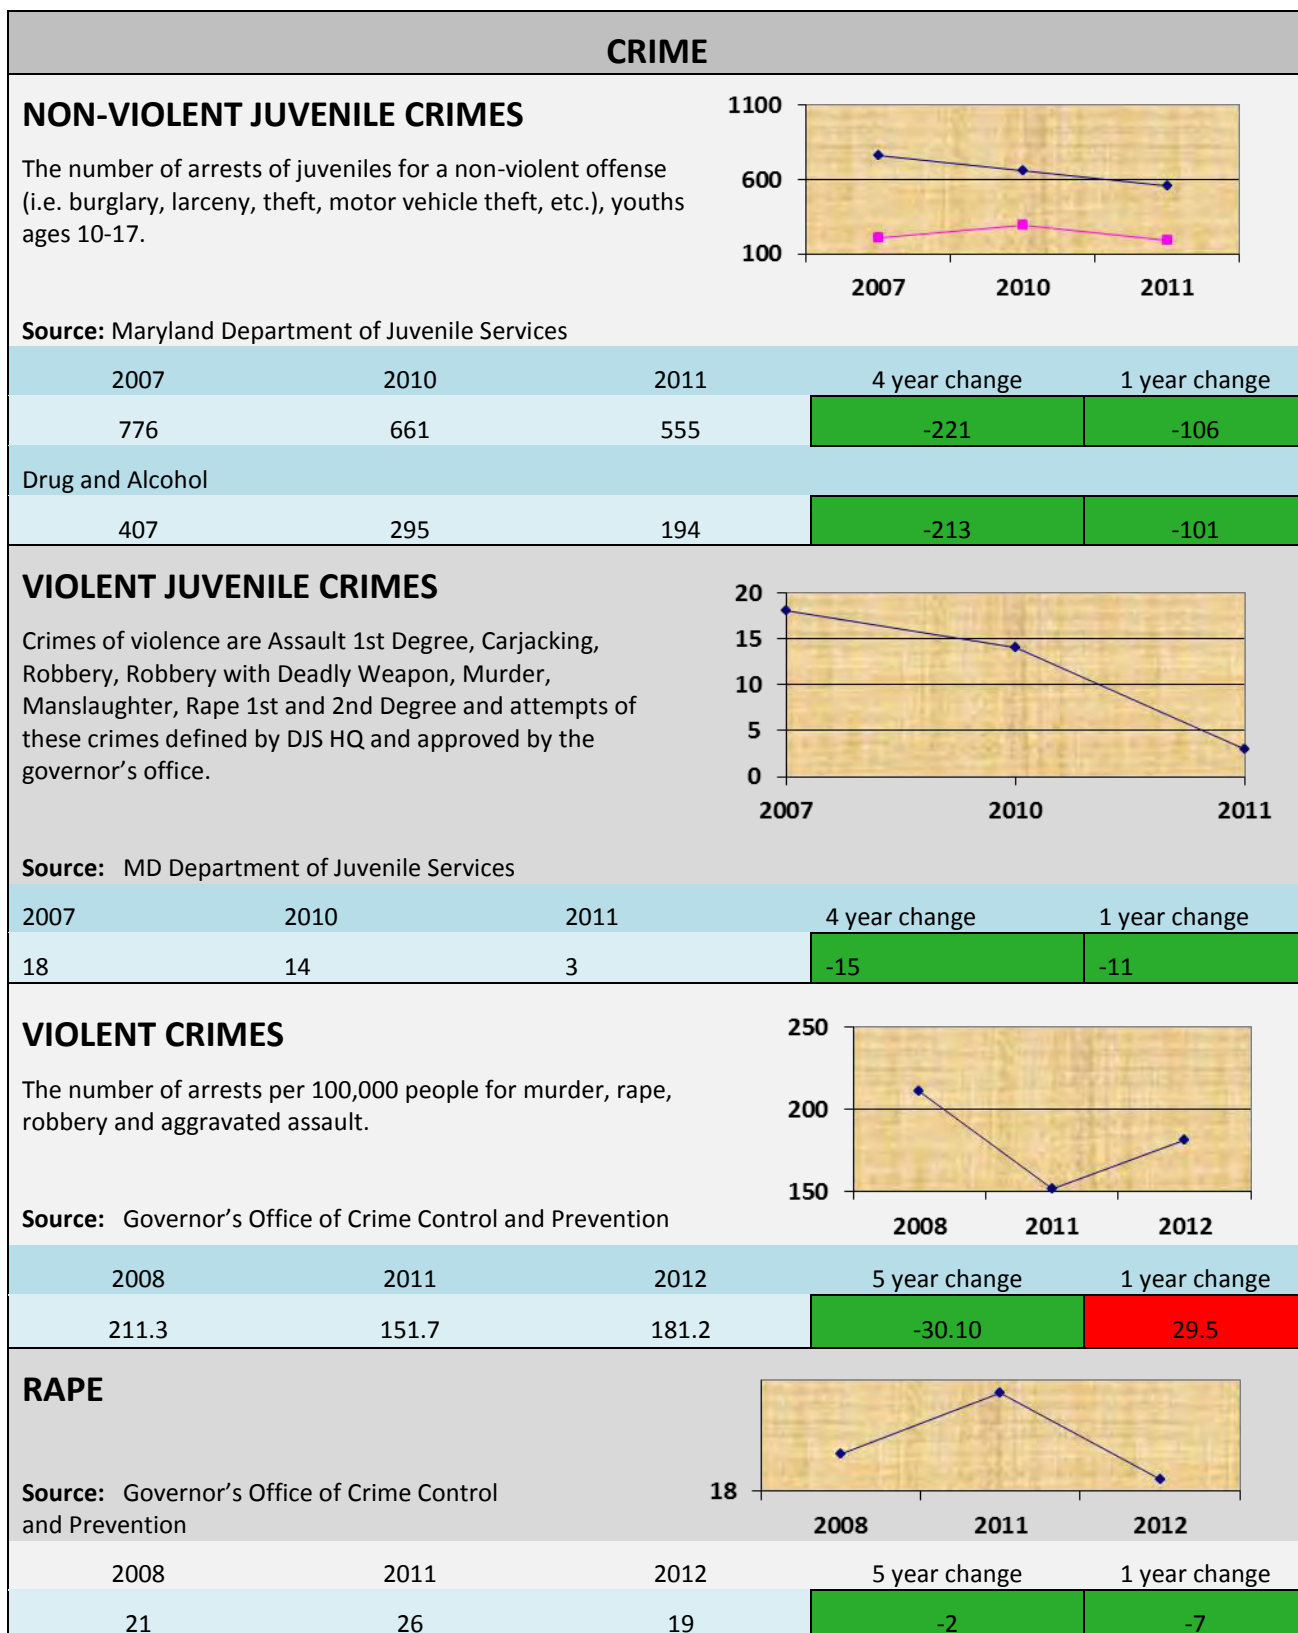 CRIME
NON-VIOLENT JUVENILE CRIMES
The number of arrests of juveniles for a non-violent offense
(i.e. burglary, larceny, theft, motor vehicle theft, etc.), youths
ages 10-17.
1100
600
100
2007 2010 2011
Source: Maryland Department of Juvenile Services
2007 2010 2011 4 year change 1 year change
776 661 555 -221 -106
Drug and Alcohol
407 295 194 -213 -101
VIOLENT JUVENILE CRIMES
Crimes of violence are Assault 1st Degree, Carjacking,
Robbery, Robbery with Deadly Weapon, Murder,
Manslaughter, Rape 1st and 2nd Degree and attempts of
these crimes defined by DJS HQ and approved by the
governor's office.
20
15
10
5
0
2007 2010 2011
Source: MD Department of Juvenile Services
2007 2010 2011 4 year change 1 year change
18 14 3 -15 -11
VIOLENT CRIMES
The number of arrests per 100,000 people for murder, rape,
robbery and aggravated assault.
250
200
150
2008 2011 2012
Source: Governor's Office of Crime Control and Prevention
2008 2011 2012 5 year change 1 year change
211.3 151.7 181.2 -30.10 29.5
RAPE
Source: Governor's Office of Crime Control
and Prevention
18
2008 2011 2012
2008 2011 2012 5 year change 1 year change
21 26 19 -2 -7